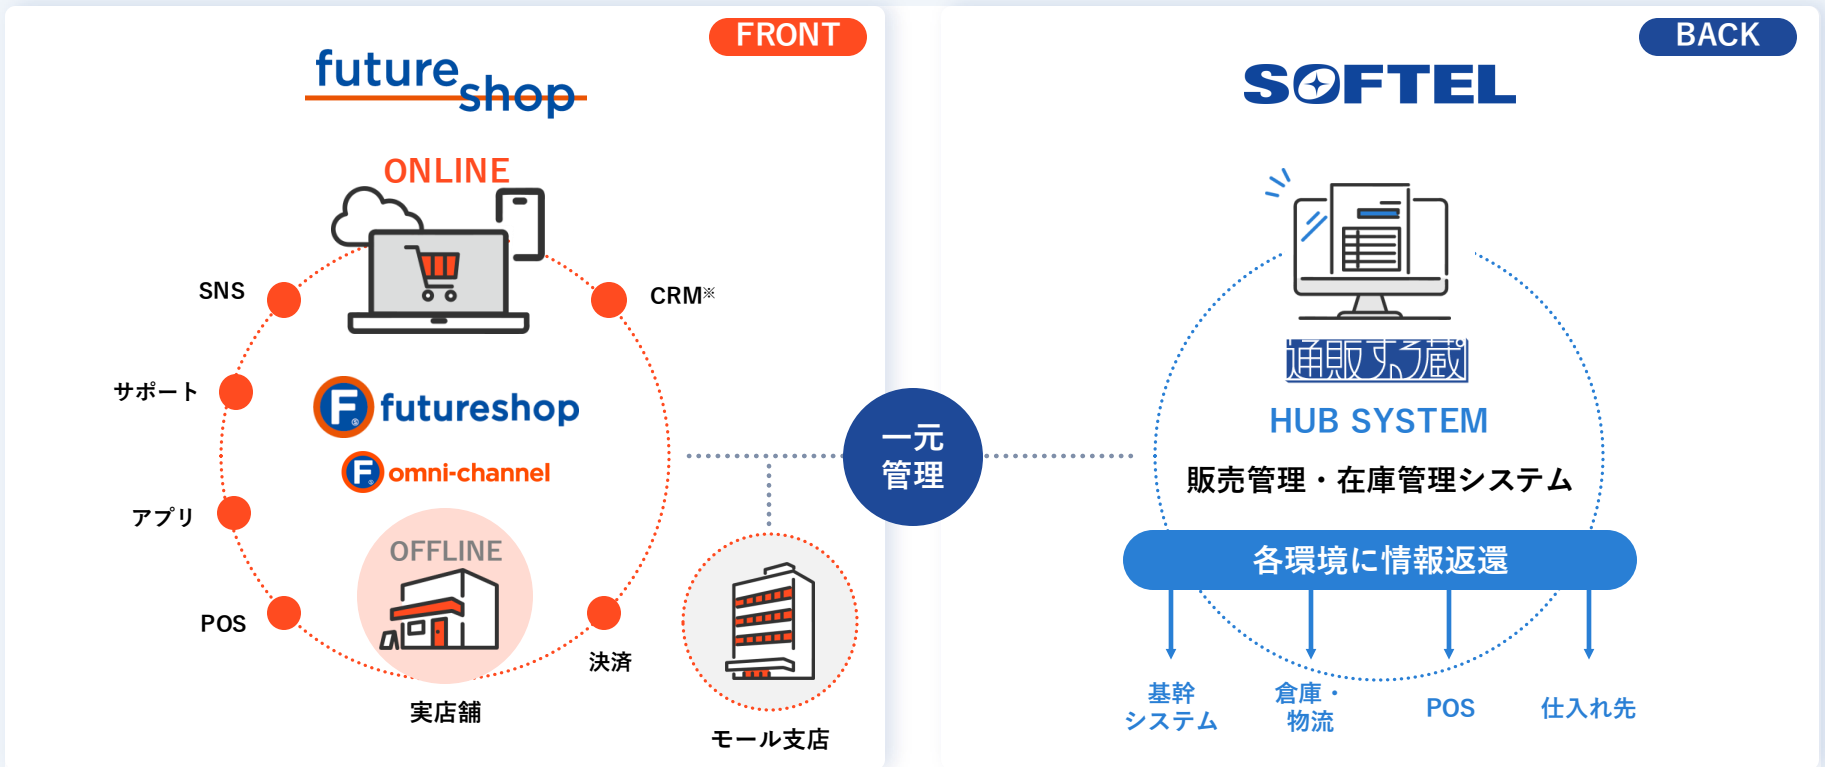 FRONT
future
shop
ONLINE
SNS
CRM※
サポート
F futureshop
F omni-channel
アプリ
OFFLINE
POS
決済
実店舗
モール支店
一元
管理
BACK
SOFTEL
通販する蔵
HUB SYSTEM
販売管理・在庫管理システム
各環境に情報返還
基幹
システム
倉庫・
物流
POS
仕入れ先